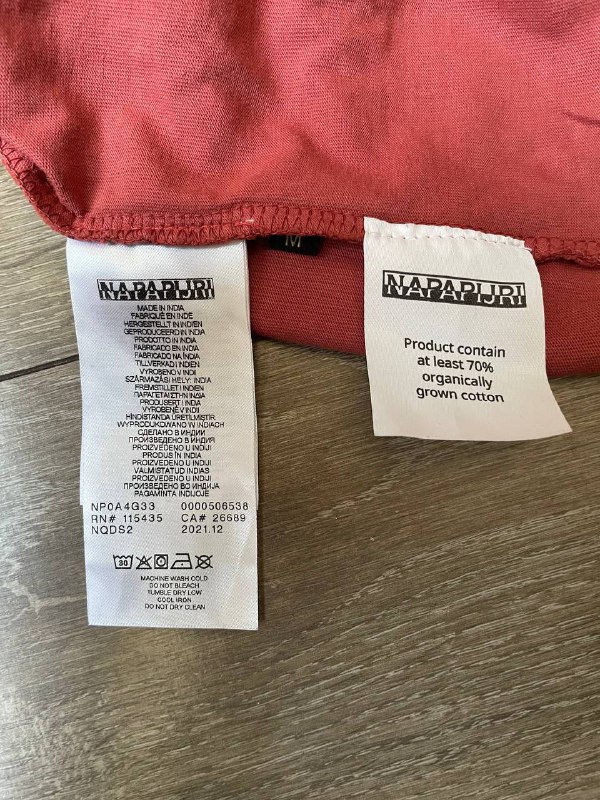 M
NAPAPIJRI
MADE IN INDIA
FABRIQUÉ EN INDE
HERGESTELLT IN INDIEN
GEPRODUCEERD IN INDIA
PRODOTTO IN INDIA
FABRICADO EN INDIA
FABRICADO NA ÍNDIA
TILLVERKAD I INDIEN
VYROBENO V INDII
SZÁRMAZÁSI HELY: INDIA
FREMSTILLET I INDIEN
ΠΑΡΑΓΕΤΑΙ ΣΤΗΝ ΙΝΔΙΑ
PRODUSERT I INDIA
VYROBENÉ V INDII
HİNDİSTANDA ÜRETİLMİŞTİR
WYPRODUKOWANO W INDIACH
СДЕЛАНО В ИНДИИ
ПРОИЗВЕДЕНО В ИНДИЯ
PROIZVEDENO U INDIJI
PRODUS ÎN INDIA
PROIZVEDENO U INDIJI
VALMISTATUD INDIAS
PROIZVEDENO U INDIJI
ПРОИЗВЕДЕНО ВО ИНДИЈА
PAGAMINTA INDIJOJE
NP0A4G33 0000506538
RN# 115435 CA# 26689
NQDS2 2021.12
30
MACHINE WASH COLD
DO NOT BLEACH
TUMBLE DRY LOW
COOL IRON
DO NOT DRY CLEAN
NAPAPIJRI
Product contain
at least 70%
organically
grown cotton